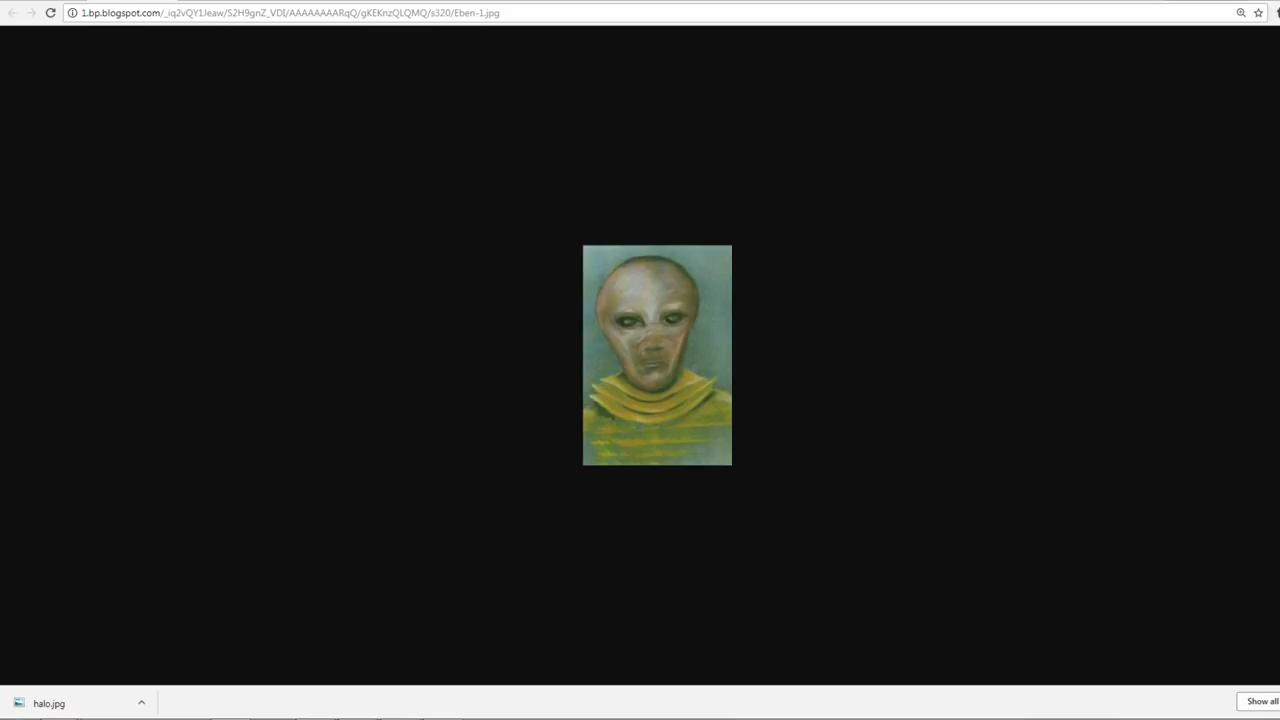 1.bp.blogspot.com/_iq2vQY1Jeaw/S2H9gnZ_VDI/AAAAAAAARqQ/gKEKnzQLQMQ/s320/Eben-1.jpg
halo.jpg
Show all